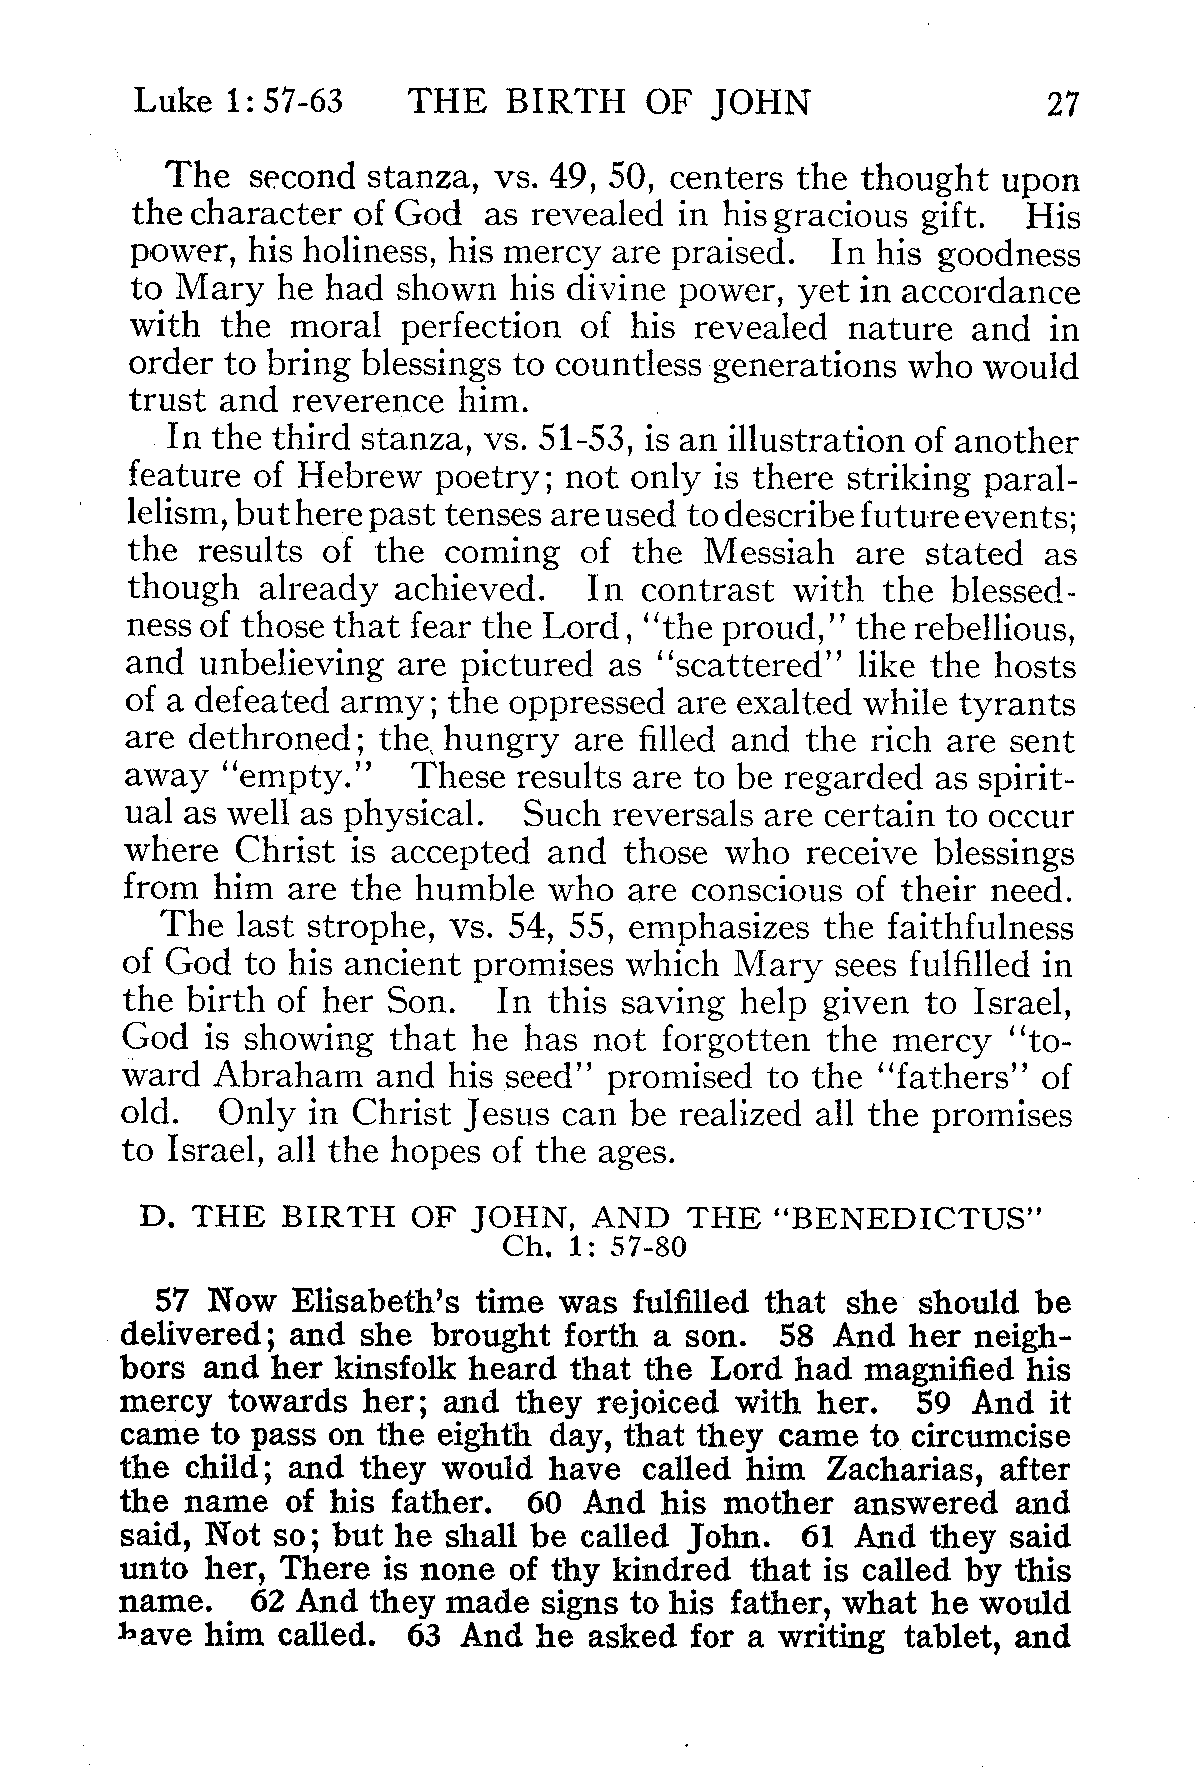 Luke 1: 57-63 THE BIRTH OF JOHN 27
The second stanza, vs. 49, 50, centers the thought upon
the character of God as revealed in his gracious gift. His
power, his holiness, his mercy are praised. In his goodness
to Mary he had shown his divine power, yet in accordance
with the moral perfection of his revealed nature and in
order to bring blessings to countless generations who would
trust and reverence him.
In the third stanza, vs. 51-53, is an illustration of another
feature of Hebrew poetry; not only is there striking paral-
lelism, but here past tenses are used to describe future events;
the results of the coming of the Messiah are stated as
though already achieved. In contrast with the blessed-
ness of those that fear the Lord, "the proud," the rebellious,
and unbelieving are pictured as "scattered" like the hosts
of a defeated army; the oppressed are exalted while tyrants
are dethroned; the hungry are filled and the rich are sent
away "empty." These results are to be regarded as spirit-
ual as well as physical. Such reversals are certain to occur
where Christ is accepted and those who receive blessings
from him are the humble who are conscious of their need.
The last strophe, vs. 54, 55, emphasizes the faithfulness
of God to his ancient promises which Mary sees fulfilled in
the birth of her Son. In this saving help given to Israel,
God is showing that he has not forgotten the mercy "to-
ward Abraham and his seed" promised to the "fathers" of
old. Only in Christ Jesus can be realized all the promises
to Israel, all the hopes of the ages.
D. THE BIRTH OF JOHN, AND THE "BENEDICTUS"
Ch. 1: 57-80
57 Now Elisabeth's time was fulfilled that she should be
delivered; and she brought forth a son. 58 And her neigh-
bors and her kinsfolk heard that the Lord had magnified his
mercy towards her; and they rejoiced with her. 59 And it
came to pass on the eighth day, that they came to circumcise
the child; and they would have called him Zacharias, after
the name of his father. 60 And his mother answered and
said, Not so; but he shall be called John. 61 And they said
unto her, There is none of thy kindred that is called by this
name. 62 And they made signs to his father, what he would
have him called. 63 And he asked for a writing tablet, and